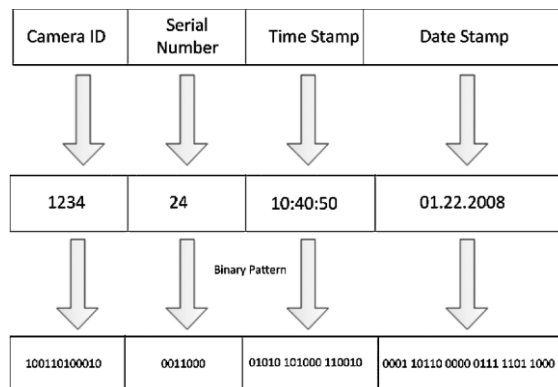 Camera ID
Serial
Number
Time Stamp
Date Stamp
1234
24
10:40:50
01.22.2008
Binary Pattern
100110100010
0011000
01010 101000 110010
0001 10110 0000 0111 1101 1000